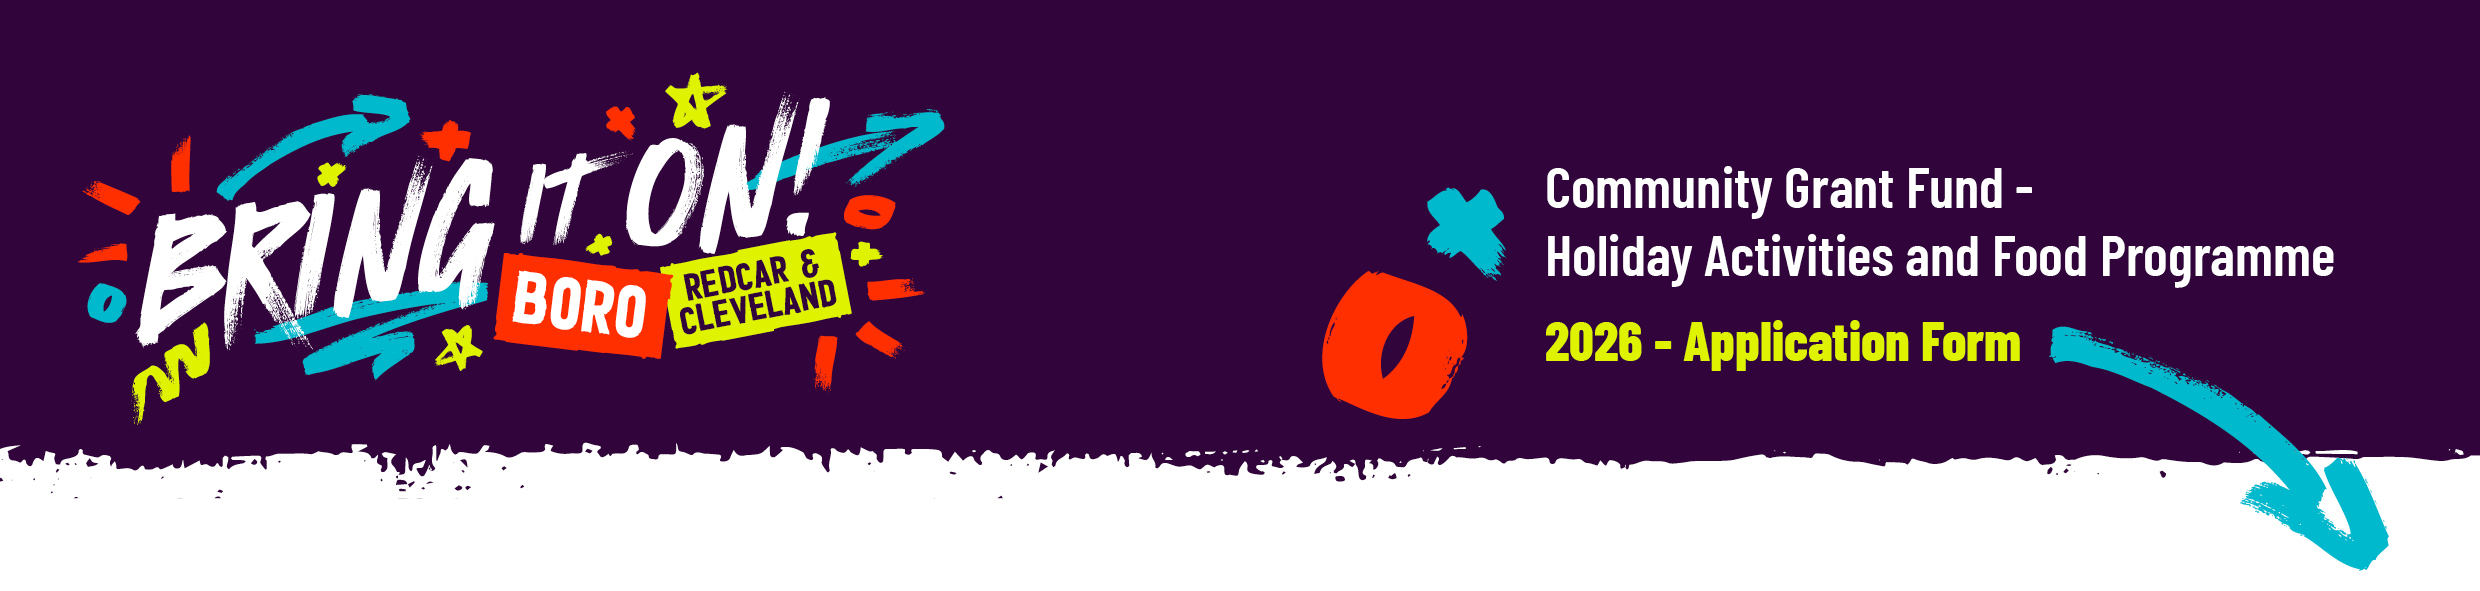 BRING IT ON!
BORO
REDCAR &
CLEVELAND
Community Grant Fund -
Holiday Activities and Food Programme
2026 - Application Form